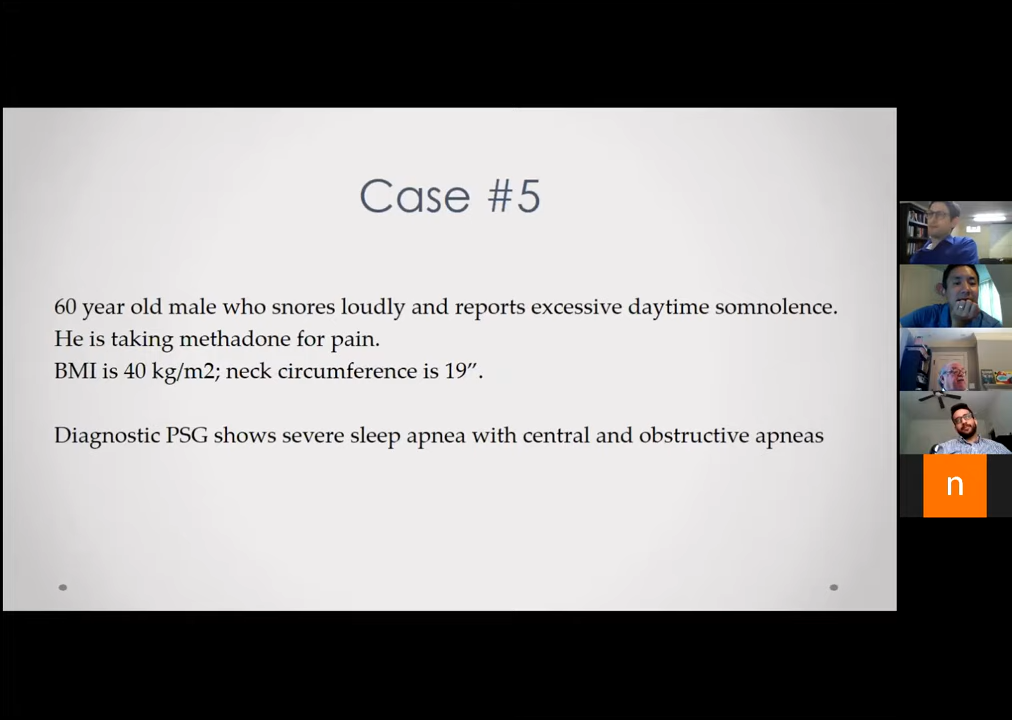 Case #5
60 year old male who snores loudly and reports excessive daytime somnolence.
He is taking methadone for pain.
BMI is 40 kg/m2; neck circumference is 19″.
Diagnostic PSG shows severe sleep apnea with central and obstructive apneas
n